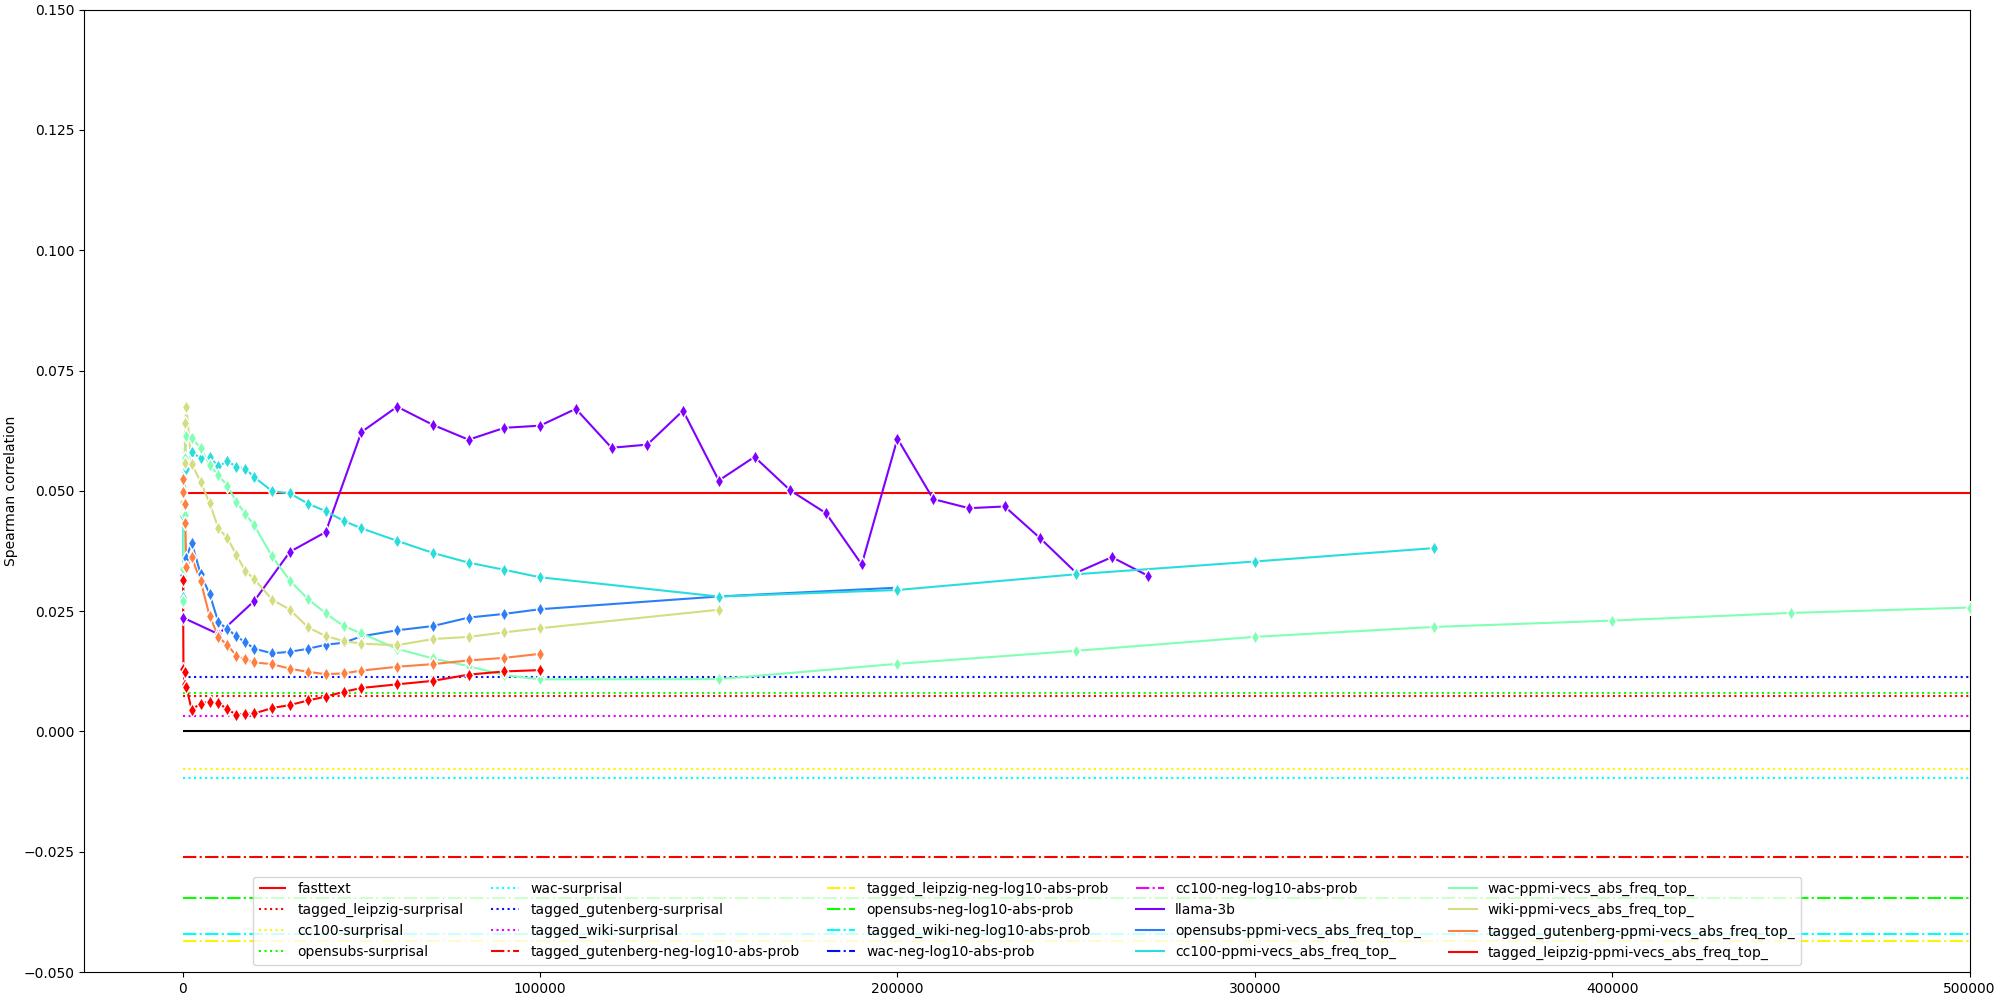 0.150
0.125
0.100
0.075
0.050
0.025
0.000
−0.025
−0.050
Spearman correlation
fasttext
tagged_leipzig-surprisal
cc100-surprisal
opensubs-surprisal
wac-surprisal
tagged_gutenberg-surprisal
tagged_wiki-surprisal
tagged_gutenberg-neg-log10-abs-prob
tagged_leipzig-neg-log10-abs-prob
opensubs-neg-log10-abs-prob
tagged_wiki-neg-log10-abs-prob
wac-neg-log10-abs-prob
cc100-neg-log10-abs-prob
llama-3b
opensubs-ppmi-vecs_abs_freq_top_
cc100-ppmi-vecs_abs_freq_top_
wac-ppmi-vecs_abs_freq_top_
wiki-ppmi-vecs_abs_freq_top_
tagged_gutenberg-ppmi-vecs_abs_freq_top_
tagged_leipzig-ppmi-vecs_abs_freq_top_
0 100000 200000 300000 400000 500000